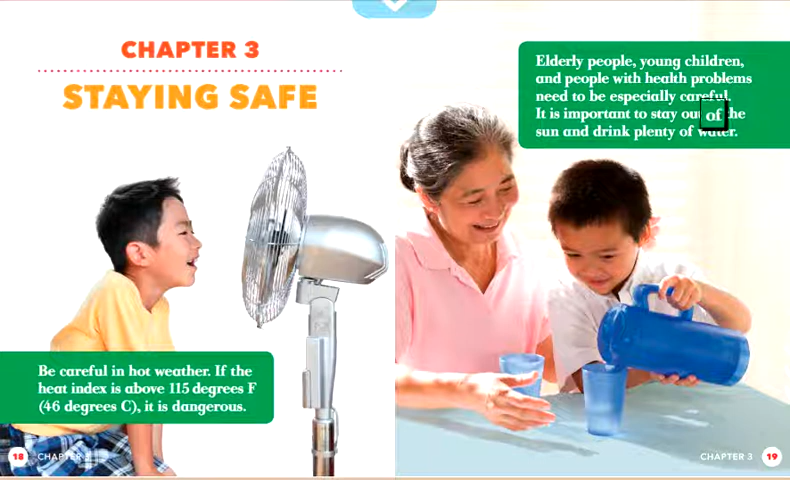 CHAPTER 3
STAYING SAFE
Be careful in hot weather. If the
heat index is above 115 degrees F
(46 degrees C), it is dangerous.
18 CHAPTER 3
Elderly people, young children,
and people with health problems
need to be especially careful.
It is important to stay out of the
sun and drink plenty of water.
CHAPTER 3 19